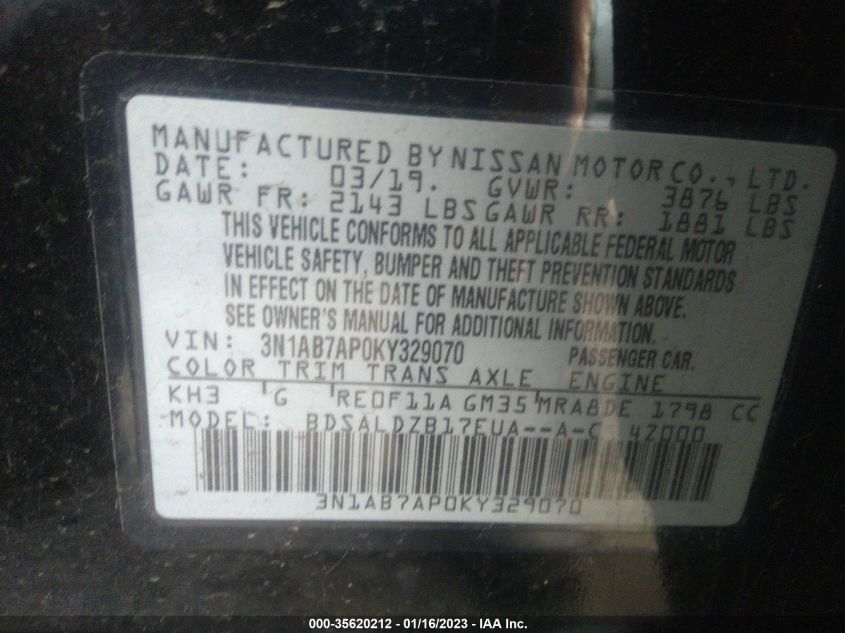 MANUFACTURED BY NISSAN MOTOR CO., LTD.
DATE: 03/19. GVWR: 3876 LBS
GAWR FR: 2143 LBS GAWR RR: 1881 LBS
THIS VEHICLE CONFORMS TO ALL APPLICABLE FEDERAL MOTOR
VEHICLE SAFETY, BUMPER AND THEFT PREVENTION STANDARDS
IN EFFECT ON THE DATE OF MANUFACTURE SHOWN ABOVE.
SEE OWNER'S MANUAL FOR ADDITIONAL INFORMATION.
VIN: 3N1AB7AP0KY329070 PASSENGER CAR.
COLOR TRIM TRANS AXLE ENGINE
KH3 G RE0F11A GM35 MRA8DE 1798 CC
MODEL: BDSALDZB17EUA--A-C 4Z000
3N1AB7AP0KY329070
000-35620212 - 01/16/2023 - IAA Inc.